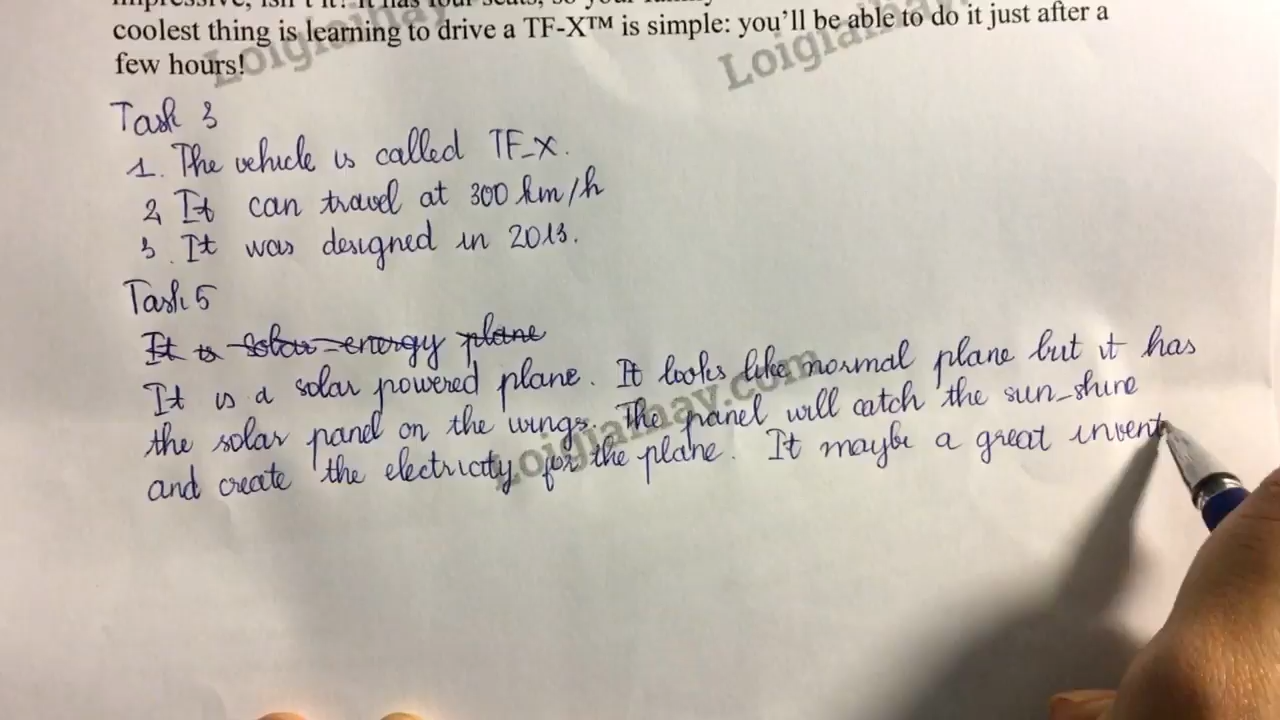 coolest thing is learning to drive a TF-X™ is simple: you'll be able to do it just after a
few hours!
Task 3
1. The vehicle is called TF-X.
2, It can travel at 300 km/h
3. It was designed in 2013.
Task 5
It is solar-energy plane
It is a solar powered plane. It looks like normal plane but it has
the solar panel on the wings. The panel will catch the sun-shine
and create the electricity for the plane. It maybe a great invent
Loigiaihay.com